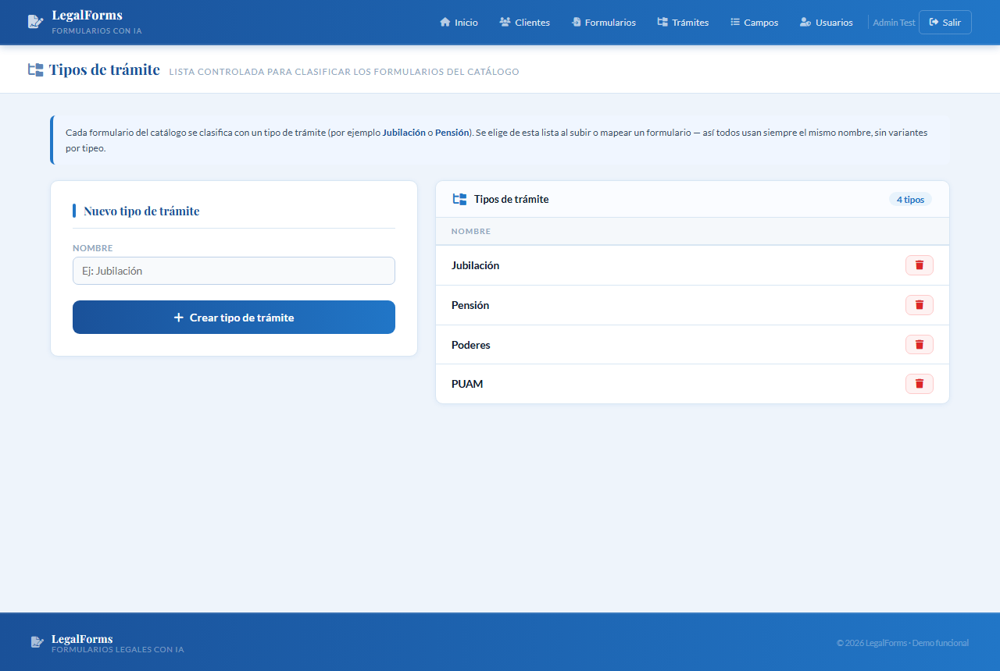 LegalForms
FORMULARIOS CON IA
Inicio
Clientes
Formularios
Trámites
Campos
Usuarios
Admin Test
Salir
Tipos de trámite
LISTA CONTROLADA PARA CLASIFICAR LOS FORMULARIOS DEL CATÁLOGO
Cada formulario del catálogo se clasifica con un tipo de trámite (por ejemplo Jubilación o Pensión). Se elige de esta lista al subir o mapear un formulario — así todos usan siempre el mismo nombre, sin variantes
por tipeo.
Nuevo tipo de trámite
NOMBRE
Ej: Jubilación
Crear tipo de trámite
Tipos de trámite
4 tipos
NOMBRE
Jubilación
Pensión
Poderes
PUAM
LegalForms
FORMULARIOS LEGALES CON IA
© 2026 LegalForms · Demo funcional